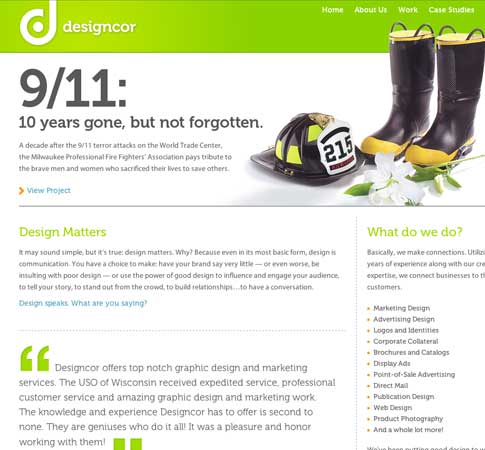 designcor
Home About Us Work Case Studies
9/11:
10 years gone, but not forgotten.
A decade after the 9/11 terror attacks on the World Trade Center,
the Milwaukee Professional Fire Fighters' Association pays tribute to
the brave men and women who sacrificed their lives to save others.
View Project
215
Design Matters
It may sound simple, but it's true: design matters. Why? Because even in its most basic form, design is
communication. You have a choice to make: have your brand say very little — or even worse, be
insulting with poor design — or use the power of good design to influence and engage your audience,
to tell your story, to stand out from the crowd, to build relationships...to have a conversation.
Design speaks. What are you saying?
“ Designcor offers top notch graphic design and marketing
services. The USO of Wisconsin received expedited service, professional
customer service and amazing graphic design and marketing work.
The knowledge and experience Designcor has to offer is second to
none. They are geniuses who do it all! It was a pleasure and honor
working with them! ”
What do we do?
Basically, we make connections. Utilizi
years of experience along with our cre
expertise, we connect businesses to th
customers.
Marketing Design
Advertising Design
Logos and Identities
Corporate Collateral
Brochures and Catalogs
Display Ads
Point-of-Sale Advertising
Direct Mail
Publication Design
Web Design
Product Photography
And a whole lot more!
We've been putting good design to w